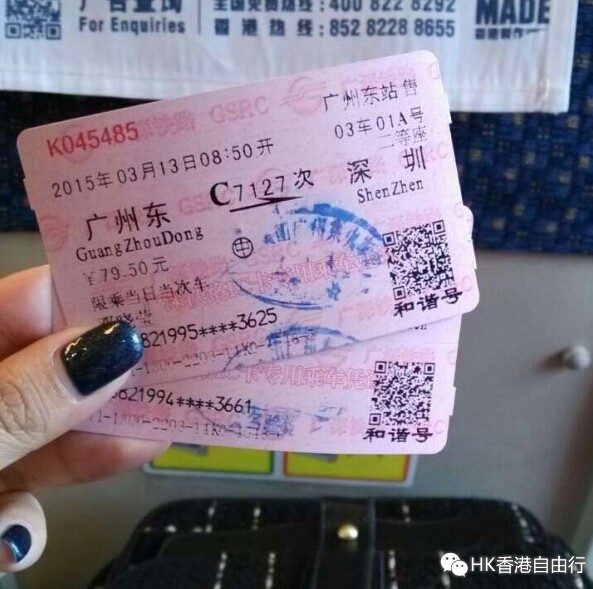 广告查询
For Enquiries
全国免费热线：400 822 8292
香港热线：852 8228 8655
MADE
K045485
GSRC
广州东站售
2015年03月13日08:50开
03车01A号
二等座
广州东
C7127次
深圳
GuangZhouDong
ShenZhen
¥79.50元
限乘当日当次车
821995****3625
和谐号
821994****3661
和谐号
HK香港自由行